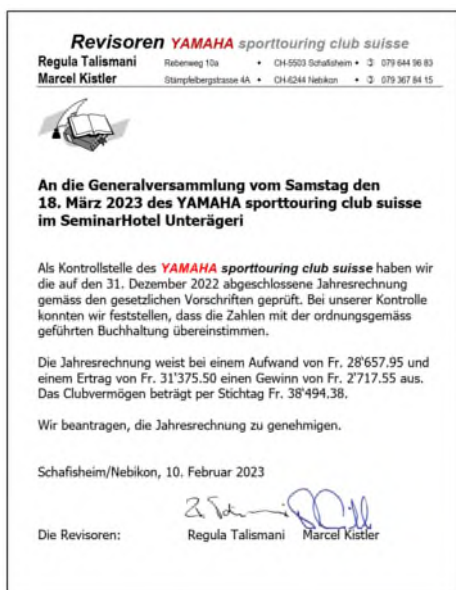 Revisoren YAMAHA sporttouring club suisse
Regula Talismani Rebenweg 10a • CH-5503 Schafisheim • ✆ 079 644 96 83
Marcel Kistler Stämpfelbergstrasse 4A • CH-6244 Nebikon • ✆ 079 367 84 15
An die Generalversammlung vom Samstag den
18. März 2023 des YAMAHA sporttouring club suisse
im SeminarHotel Unterägeri
Als Kontrollstelle des YAMAHA sporttouring club suisse haben wir
die auf den 31. Dezember 2022 abgeschlossene Jahresrechnung
gemäss den gesetzlichen Vorschriften geprüft. Bei unserer Kontrolle
konnten wir feststellen, dass die Zahlen mit der ordnungsgemäss
geführten Buchhaltung übereinstimmen.
Die Jahresrechnung weist bei einem Aufwand von Fr. 28'657.95 und
einem Ertrag von Fr. 31'375.50 einen Gewinn von Fr. 2'717.55 aus.
Das Clubvermögen beträgt per Stichtag Fr. 38'494.38.
Wir beantragen, die Jahresrechnung zu genehmigen.
Schafisheim/Nebikon, 10. Februar 2023
Die Revisoren: Regula Talismani Marcel Kistler